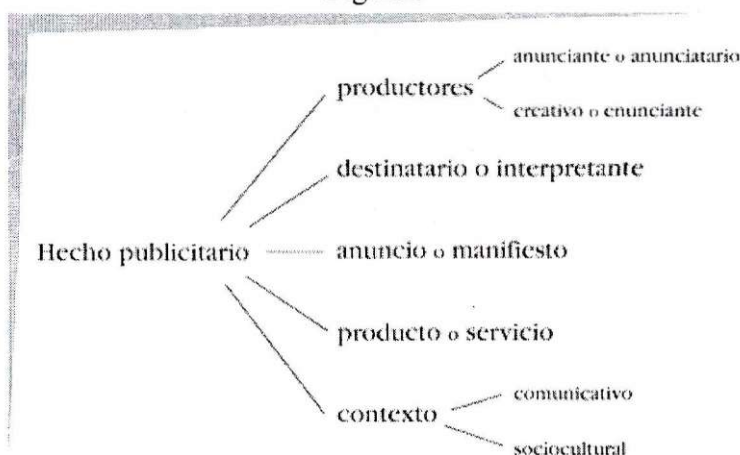 anunciante o anunciatario
productores
creativo o enunciante
destinatario o interpretante
Hecho publicitario
anuncio o manifiesto
producto o servicio
comunicativo
contexto
sociocultural